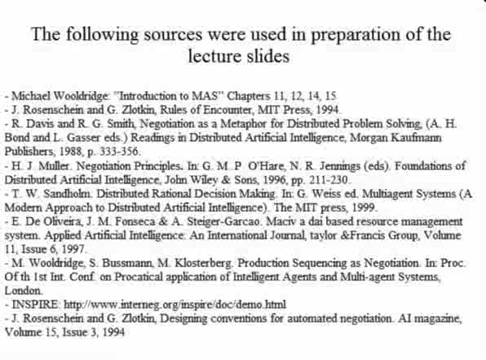 The following sources were used in preparation of the
lecture slides
- Michael Wooldridge: "Introduction to MAS" Chapters 11, 12, 14, 15
- J. Rosenschein and G. Zlotkin, Rules of Encounter, MIT Press, 1994.
- R. Davis and R. G. Smith, Negotiation as a Metaphor for Distributed Problem Solving, (A. H.
Bond and L. Gasser eds.) Readings in Distributed Artificial Intelligence, Morgan Kaufmann
Publishers, 1988, p. 333-356.
- H. J. Muller. Negotiation Principles. In: G. M. P. O'Hare, N. R. Jennings (eds). Foundations of
Distributed Artificial Intelligence, John Wiley & Sons, 1996, pp. 211-230.
- T. W. Sandholm. Distributed Rational Decision Making. In: G. Weiss ed. Multiagent Systems (A
Modern Approach to Distributed Artificial Intelligence). The MIT press, 1999.
- E. De Oliveira, J. M. Fonseca & A. Steiger-Garcao. Maciv a dai based resource management
system. Applied Artificial Intelligence: An International Journal, taylor &Francis Group, Volume
11, Issue 6, 1997.
- M. Wooldridge, S. Bussmann, M. Klosterberg. Production Sequencing as Negotiation. In: Proc.
Of th 1st Int. Conf. on Procatical application of Intelligent Agents and Multi-agent Systems,
London.
- INSPIRE: http://www.interneg.org/inspire/doc/demo.html
- J. Rosenschein and G. Zlotkin, Designing conventions for automated negotiation. AI magazine,
Volume 15, Issue 3, 1994